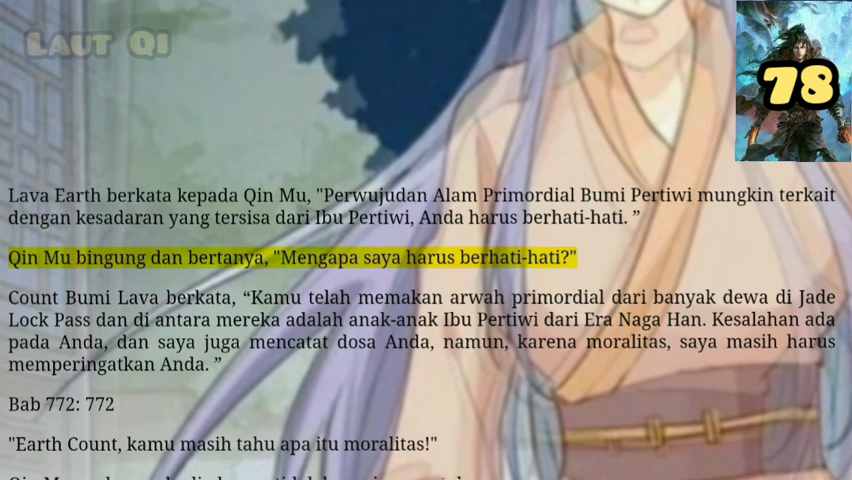 LAUT QI
78
Lava Earth berkata kepada Qin Mu, "Perwujudan Alam Primordial Bumi Pertiwi mungkin terkait
dengan kesadaran yang tersisa dari Ibu Pertiwi, Anda harus berhati-hati. ”
Qin Mu bingung dan bertanya, "Mengapa saya harus berhati-hati?"
Count Bumi Lava berkata, “Kamu telah memakan arwah primordial dari banyak dewa di Jade
Lock Pass dan di antara mereka adalah anak-anak Ibu Pertiwi dari Era Naga Han. Kesalahan ada
pada Anda, dan saya juga mencatat dosa Anda, namun, karena moralitas, saya masih harus
memperingatkan Anda. ”
Bab 772: 772
"Earth Count, kamu masih tahu apa itu moralitas!"